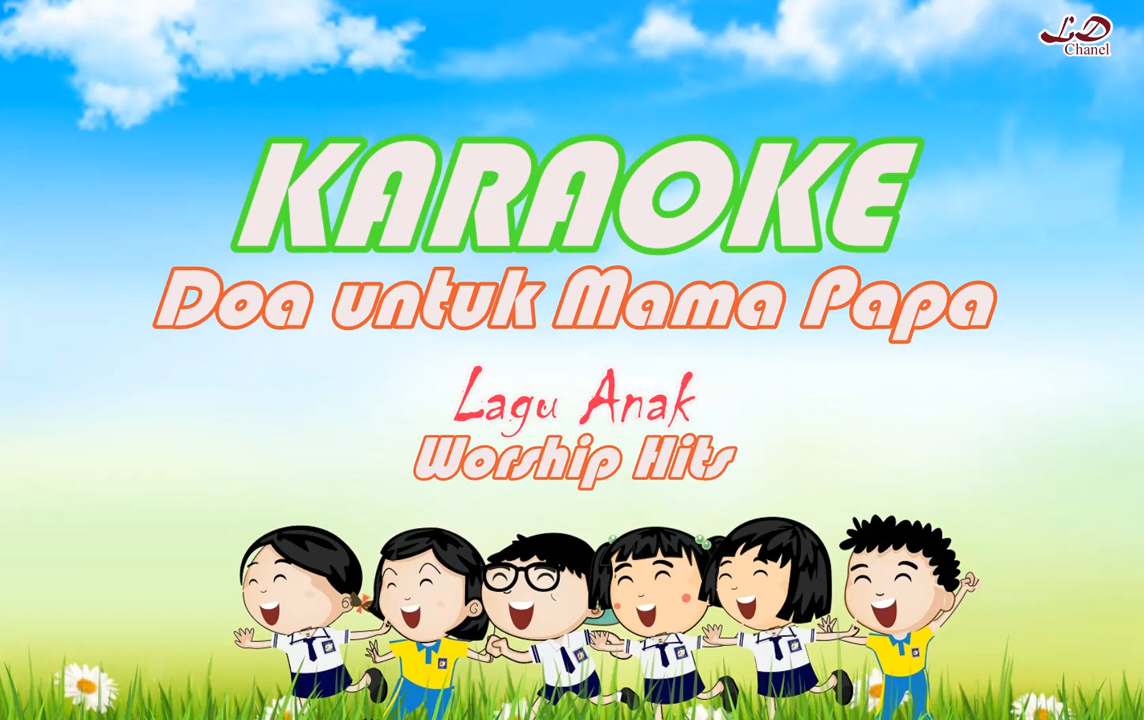 LD
Chanel
KARAOKE
Doa untuk Mama Papa
Lagu Anak
Worship Hits